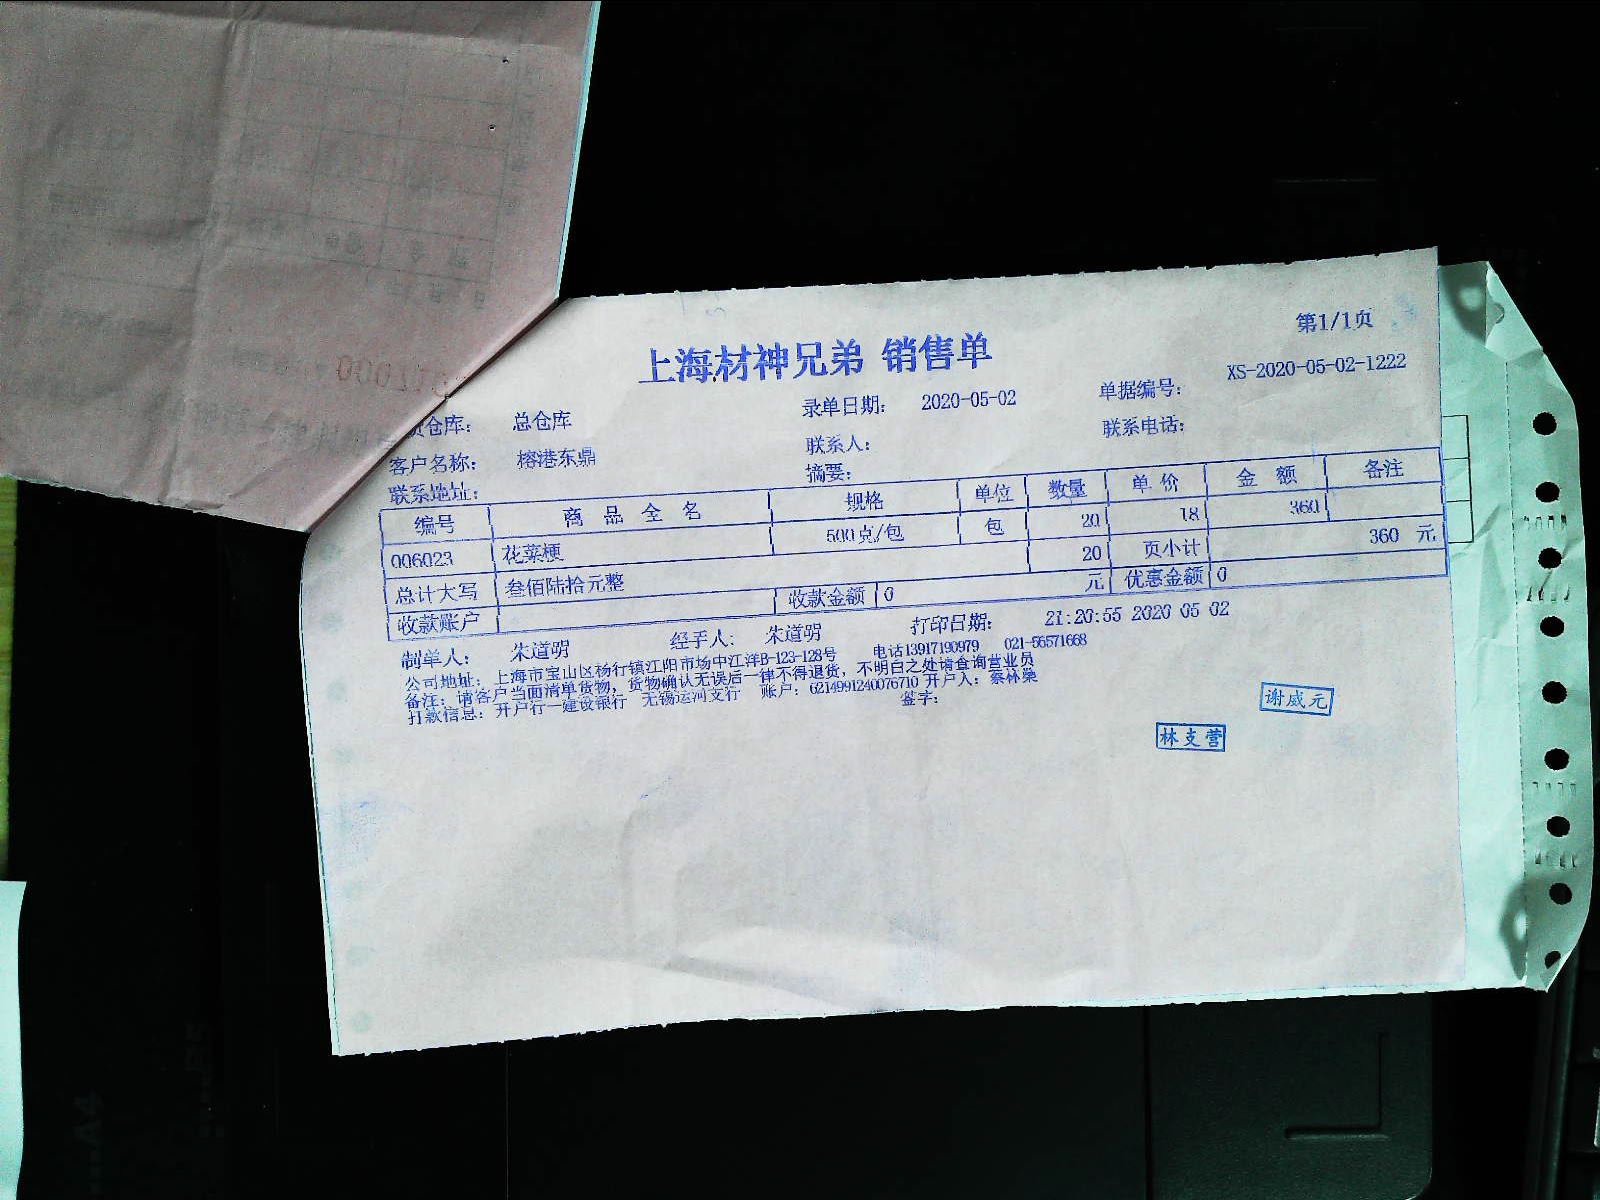 第1/1页
上海材神兄弟 销售单
XS-2020-05-02-1222
仓库： 总仓库 录单日期： 2020-05-02 单据编号：
客户名称： 榕港东鼎 联系人： 联系电话：
联系地址： 摘要：
编号 商品全名 规格 单位 数量 单价 金额 备注
006023 花菜梗 500克/包 包 20 18 360
20 页小计 360 元
总计大写 叁佰陆拾元整
收款账户 收款金额 0 元 优惠金额 0
制单人： 朱道明 经手人： 朱道明 打印日期： 21:20:55 2020 05 02
公司地址：上海市宝山区杨行镇江阳市场中江洋B-123-128号 电话13917190979 021-56571668
备注：请客户当面清单货物，货物确认无误后一律不得退货，不明白之处请查询营业员
打款信息：开户行一建设银行 无锡运河支行 账户：6214991240076710 开户人：蔡林榮
签字：
谢威元
林支营